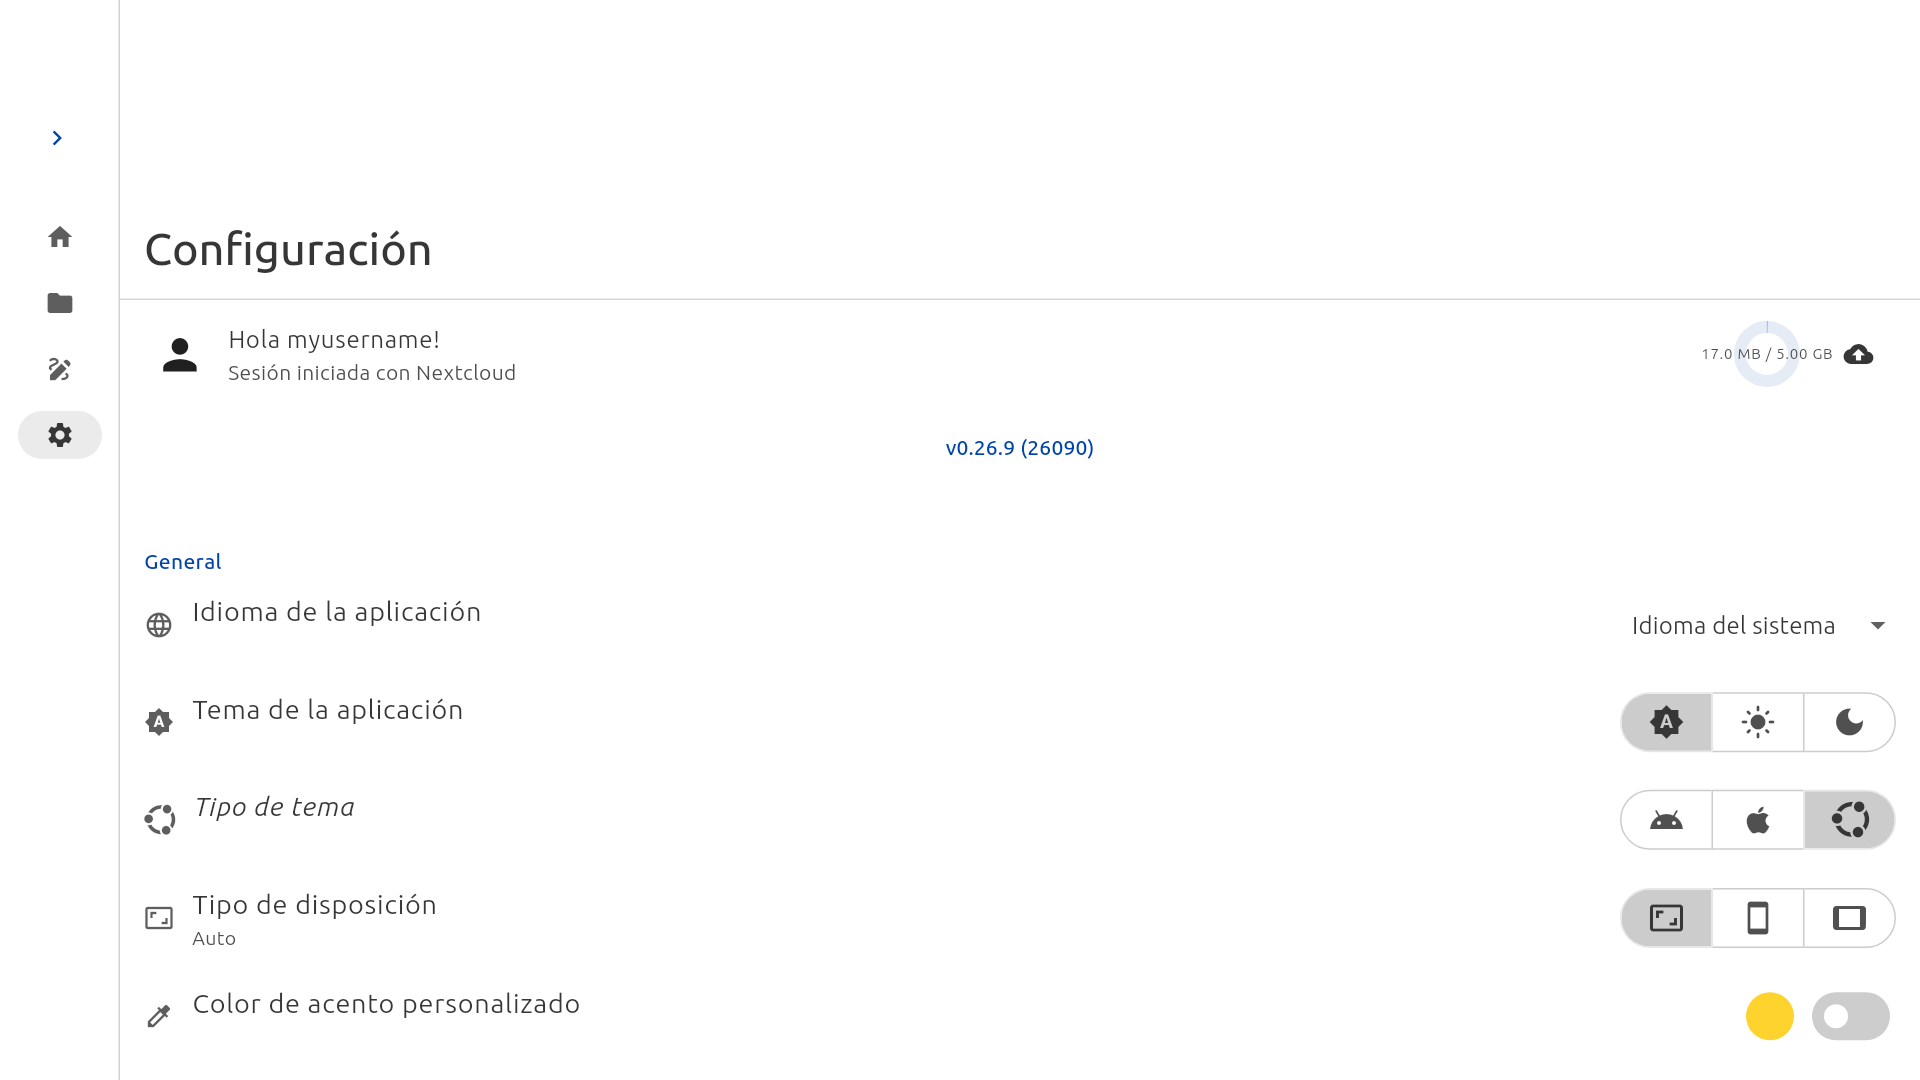 Configuración
Hola myusername!
Sesión iniciada con Nextcloud
17.0 MB / 5.00 GB
v0.26.9 (26090)
General
Idioma de la aplicación
Idioma del sistema
Tema de la aplicación
Tipo de tema
Tipo de disposición
Auto
Color de acento personalizado